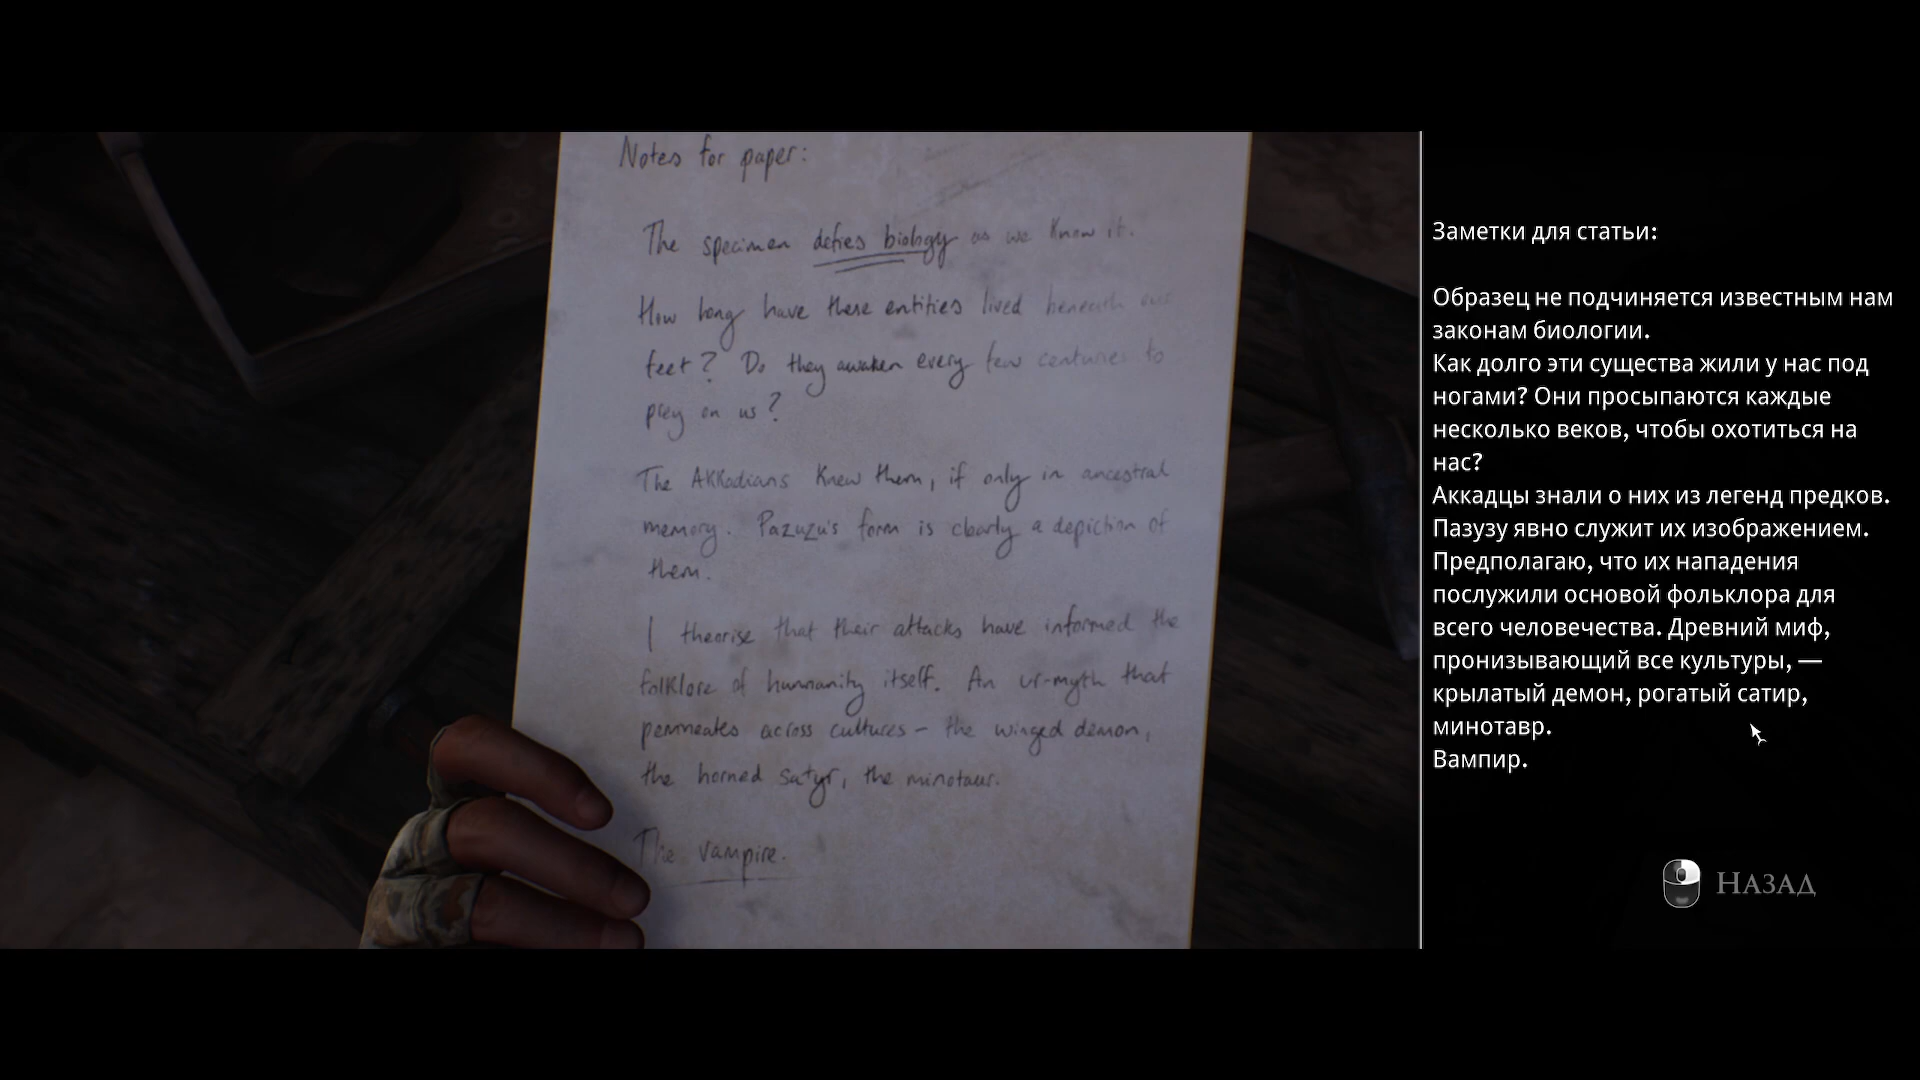 Notes for paper:
The specimen defies biology as we know it.
How long have these entities lived beneath our
feet? Do they awaken every few centuries to
prey on us?
The Akkadians knew them, if only in ancestral
memory. Pazuzu's form is clearly a depiction of
them.
I theorise that their attacks have informed the
folklore of humanity itself. An ur-myth that
permeates across cultures – the winged demon,
the horned satyr, the minotaur.
The vampire.
Заметки для статьи:
Образец не подчиняется известным нам
законам биологии.
Как долго эти существа жили у нас под
ногами? Они просыпаются каждые
несколько веков, чтобы охотиться на
нас?
Аккадцы знали о них из легенд предков.
Пазузу явно служит их изображением.
Предполагаю, что их нападения
послужили основой фольклора для
всего человечества. Древний миф,
пронизывающий все культуры, —
крылатый демон, рогатый сатир,
минотавр.
Вампир.
НАЗАД